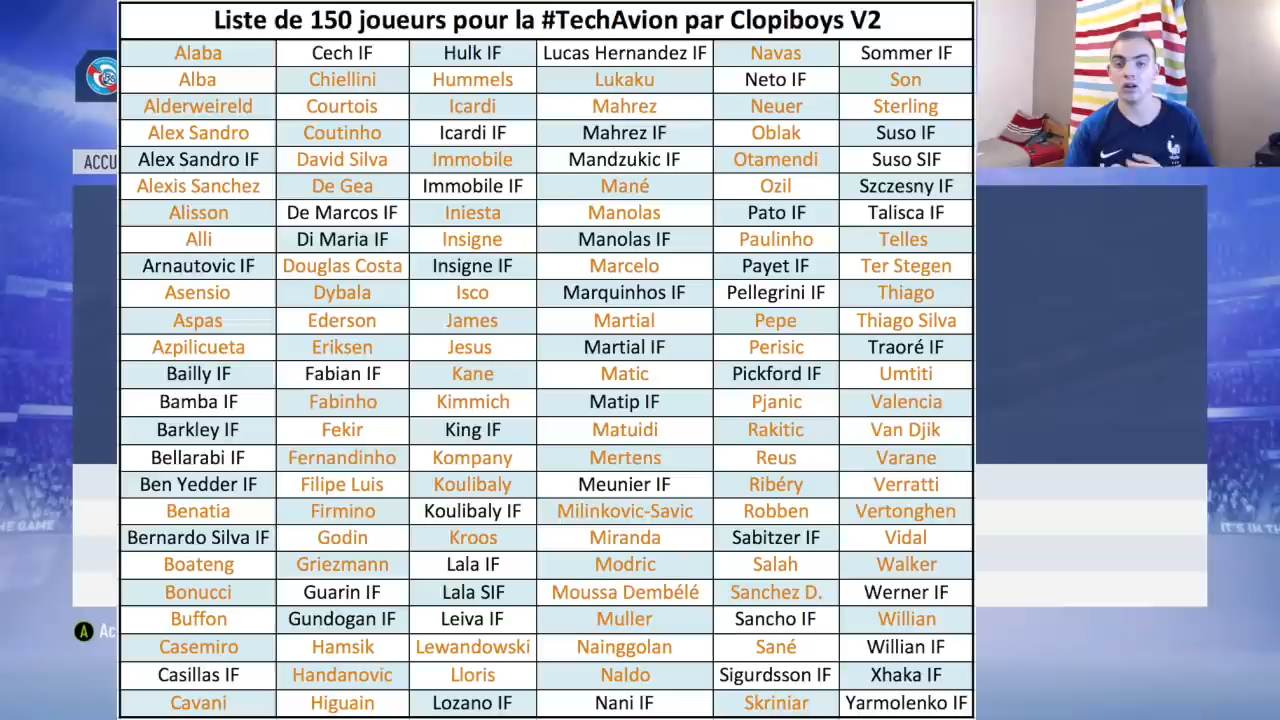 Liste de 150 joueurs pour la #TechAvion par Clopiboys V2
Alaba Cech IF Hulk IF Lucas Hernandez IF Navas Sommer IF
Alba Chiellini Hummels Lukaku Neto IF Son
Alderweireld Courtois Icardi Mahrez Neuer Sterling
Alex Sandro Coutinho Icardi IF Mahrez IF Oblak Suso IF
ACCU Alex Sandro IF David Silva Immobile Mandzukic IF Otamendi Suso SIF
Alexis Sanchez De Gea Immobile IF Mané Ozil Szczesny IF
Alisson De Marcos IF Iniesta Manolas Pato IF Talisca IF
Alli Di Maria IF Insigne Manolas IF Paulinho Telles
Arnautovic IF Douglas Costa Insigne IF Marcelo Payet IF Ter Stegen
Asensio Dybala Isco Marquinhos IF Pellegrini IF Thiago
Aspas Ederson James Martial Pepe Thiago Silva
Azpilicueta Eriksen Jesus Martial IF Perisic Traoré IF
Bailly IF Fabian IF Kane Matic Pickford IF Umtiti
Bamba IF Fabinho Kimmich Matip IF Pjanic Valencia
Barkley IF Fekir King IF Matuidi Rakitic Van Djik
Bellarabi IF Fernandinho Kompany Mertens Reus Varane
Ben Yedder IF Filipe Luis Koulibaly Meunier IF Ribéry Verratti
Benatia Firmino Koulibaly IF Milinkovic-Savic Robben Vertonghen
HE GAME Bernardo Silva IF Godin Kroos Miranda Sabitzer IF Vidal IT'S IN TH
Boateng Griezmann Lala IF Modric Salah Walker
Bonucci Guarin IF Lala SIF Moussa Dembélé Sanchez D. Werner IF
Buffon Gundogan IF Leiva IF Muller Sancho IF Willian
A Ac Casemiro Hamsik Lewandowski Nainggolan Sané Willian IF
Casillas IF Handanovic Lloris Naldo Sigurdsson IF Xhaka IF
Cavani Higuain Lozano IF Nani IF Skriniar Yarmolenko IF